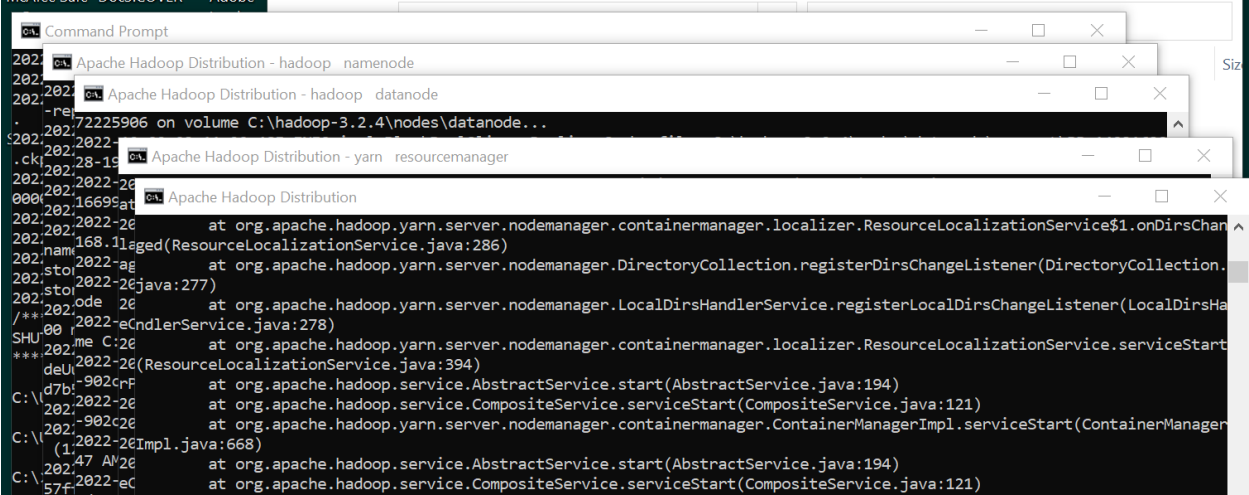 Command Prompt
Apache Hadoop Distribution - hadoop namenode
Apache Hadoop Distribution - hadoop datanode
72225906 on volume C:\hadoop-3.2.4\nodes\datanode...
Apache Hadoop Distribution - yarn resourcemanager
Apache Hadoop Distribution
Siz
at org.apache.hadoop.yarn.server.nodemanager.containermanager.localizer.ResourceLocalizationService$1.onDirsChan
ged(ResourceLocalizationService.java:286)
at org.apache.hadoop.yarn.server.nodemanager.DirectoryCollection.registerDirsChangeListener(DirectoryCollection.
java:277)
at org.apache.hadoop.yarn.server.nodemanager.LocalDirsHandlerService.registerLocalDirsChangeListener(LocalDirsHa
ndlerService.java:278)
at org.apache.hadoop.yarn.server.nodemanager.containermanager.localizer.ResourceLocalizationService.serviceStart
(ResourceLocalizationService.java:394)
at org.apache.hadoop.service.AbstractService.start(AbstractService.java:194)
at org.apache.hadoop.service.CompositeService.serviceStart(CompositeService.java:121)
at org.apache.hadoop.yarn.server.nodemanager.containermanager.ContainerManagerImpl.serviceStart(ContainerManager
Impl.java:668)
at org.apache.hadoop.service.AbstractService.start(AbstractService.java:194)
at org.apache.hadoop.service.CompositeService.serviceStart(CompositeService.java:121)